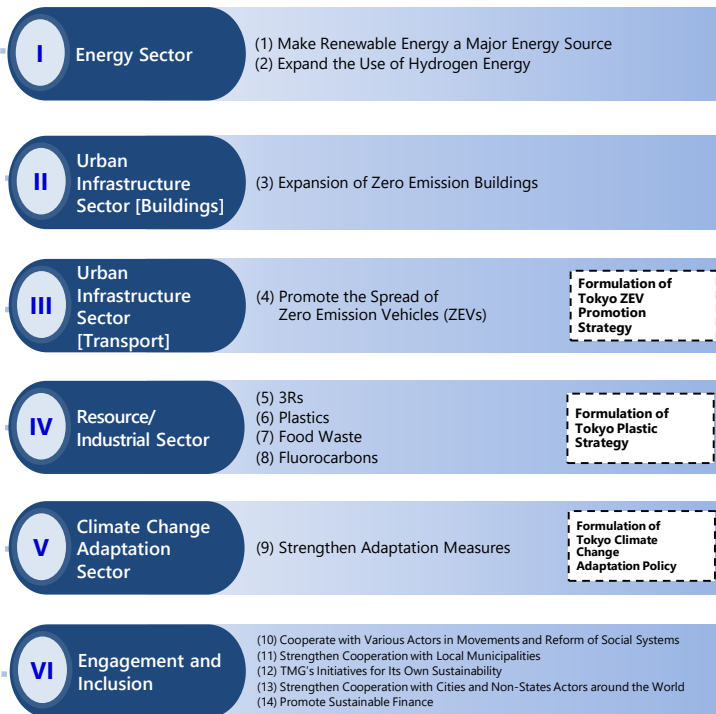 I
Energy Sector
(1) Make Renewable Energy a Major Energy Source
(2) Expand the Use of Hydrogen Energy
II
Urban
Infrastructure
Sector [Buildings]
(3) Expansion of Zero Emission Buildings
III
Urban
Infrastructure
Sector
[Transport]
(4) Promote the Spread of
Zero Emission Vehicles (ZEVs)
Formulation of
Tokyo ZEV
Promotion
Strategy
IV
Resource/
Industrial Sector
(5) 3Rs
(6) Plastics
(7) Food Waste
(8) Fluorocarbons
Formulation of
Tokyo Plastic
Strategy
V
Climate Change
Adaptation
Sector
(9) Strengthen Adaptation Measures
Formulation of
Tokyo Climate
Change
Adaptation Policy
VI
Engagement and
Inclusion
(10) Cooperate with Various Actors in Movements and Reform of Social Systems
(11) Strengthen Cooperation with Local Municipalities
(12) TMG's Initiatives for Its Own Sustainability
(13) Strengthen Cooperation with Cities and Non-States Actors around the World
(14) Promote Sustainable Finance